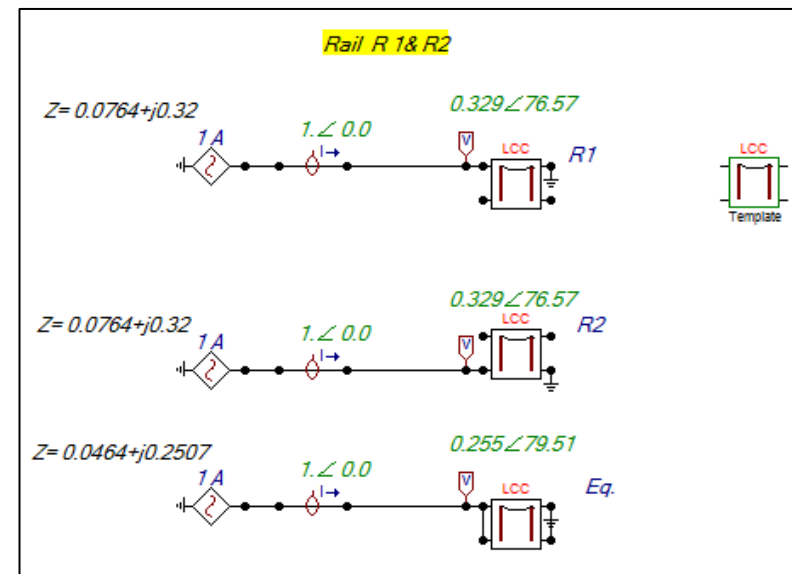 Rail R 1& R2
Z= 0.0764+j0.32
0.329∠76.57
1 A
1.∠ 0.0
I→
V
LCC
R1
LCC
Template
Z= 0.0764+j0.32
0.329∠76.57
1 A
1.∠ 0.0
I→
V
LCC
R2
Z= 0.0464+j0.2507
0.255∠79.51
1 A
1.∠ 0.0
I→
V
LCC
Eq.